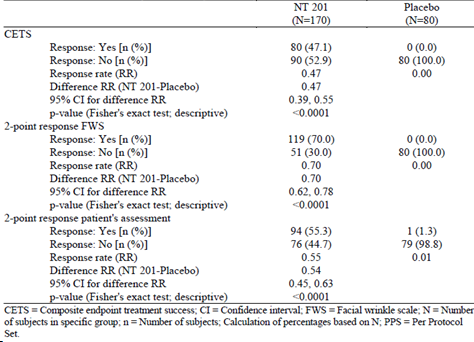 NT 201 Placebo
(N=170) (N=80)
CETS
Response: Yes [n (%)] 80 (47.1) 0 (0.0)
Response: No [n (%)] 90 (52.9) 80 (100.0)
Response rate (RR) 0.47 0.00
Difference RR (NT 201-Placebo) 0.47
95% CI for difference RR 0.39, 0.55
p-value (Fisher's exact test; descriptive) <0.0001
2-point response FWS
Response: Yes [n (%)] 119 (70.0) 0 (0.0)
Response: No [n (%)] 51 (30.0) 80 (100.0)
Response rate (RR) 0.70 0.00
Difference RR (NT 201-Placebo) 0.70
95% CI for difference RR 0.62, 0.78
p-value (Fisher's exact test; descriptive) <0.0001
2-point response patient's assessment
Response: Yes [n (%)] 94 (55.3) 1 (1.3)
Response: No [n (%)] 76 (44.7) 79 (98.8)
Response rate (RR) 0.55 0.01
Difference RR (NT 201-Placebo) 0.54
95% CI for difference RR 0.45, 0.63
p-value (Fisher's exact test; descriptive) <0.0001
CETS = Composite endpoint treatment success; CI = Confidence interval; FWS = Facial wrinkle scale; N = Number
of subjects in specific group; n = Number of subjects; Calculation of percentages based on N; PPS = Per Protocol
Set.